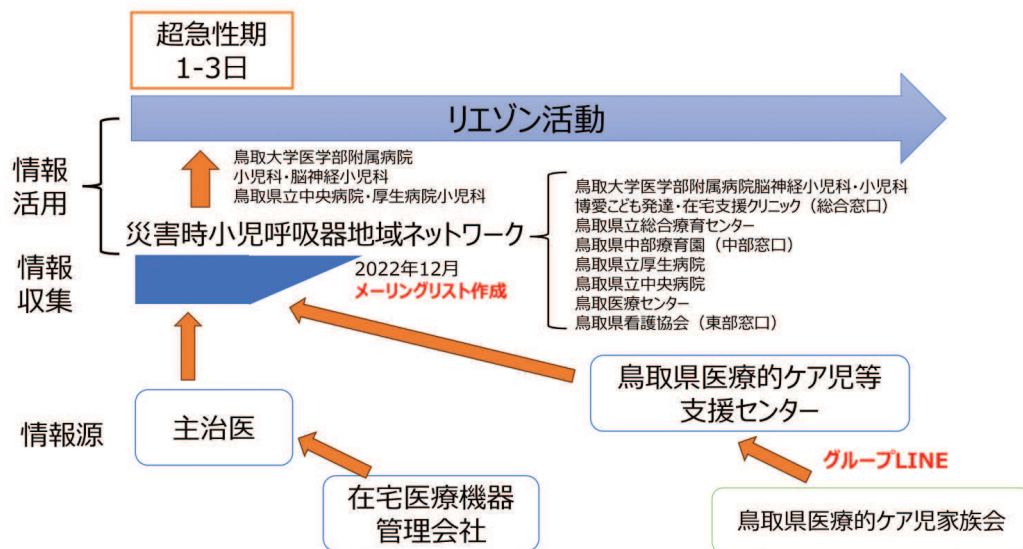 超急性期
1-3日
リエゾン活動
情報
活用
鳥取大学医学部附属病院
小児科・脳神経小児科
鳥取県立中央病院・厚生病院小児科
災害時小児呼吸器地域ネットワーク
鳥取大学医学部附属病院脳神経小児科・小児科
博愛こども発達・在宅支援クリニック（総合窓口）
鳥取県立総合療育センター
鳥取県中部療育園（中部窓口）
鳥取県立厚生病院
鳥取県立中央病院
鳥取医療センター
鳥取県看護協会（東部窓口）
情報
収集
2022年12月
メーリングリスト作成
情報源
主治医
鳥取県医療的ケア児等
支援センター
グループLINE
在宅医療機器
管理会社
鳥取県医療的ケア児家族会